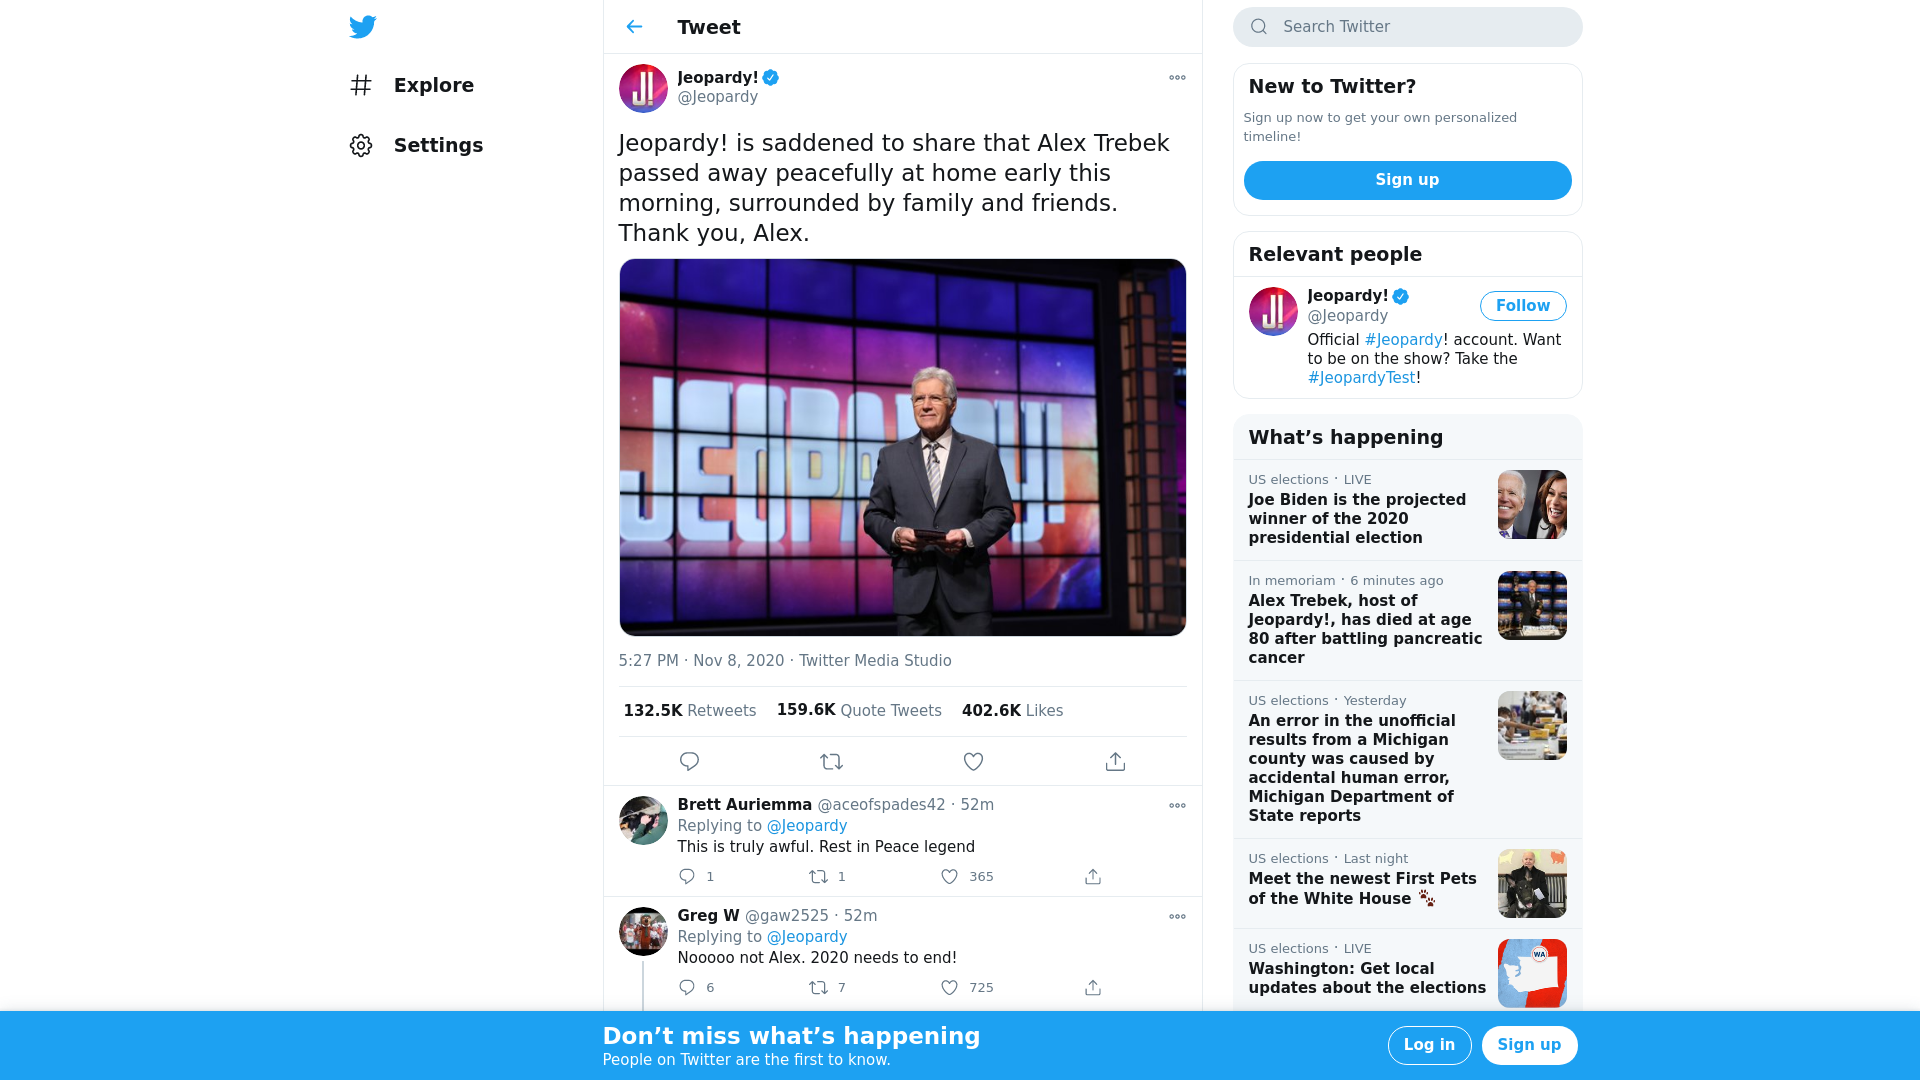 Explore
Settings
Tweet
Jeopardy!
@Jeopardy
Jeopardy! is saddened to share that Alex Trebek
passed away peacefully at home early this
morning, surrounded by family and friends.
Thank you, Alex.
JEOPARDY!
5:27 PM · Nov 8, 2020 · Twitter Media Studio
132.5K Retweets 159.6K Quote Tweets 402.6K Likes
Brett Auriemma @aceofspades42 · 52m
Replying to @Jeopardy
This is truly awful. Rest in Peace legend
1 1 365
Greg W @gaw2525 · 52m
Replying to @Jeopardy
Nooooo not Alex. 2020 needs to end!
6 7 725
Search Twitter
New to Twitter?
Sign up now to get your own personalized
timeline!
Sign up
Relevant people
Jeopardy!
@Jeopardy
Follow
Official #Jeopardy! account. Want
to be on the show? Take the
#JeopardyTest!
What’s happening
US elections · LIVE
Joe Biden is the projected
winner of the 2020
presidential election
In memoriam · 6 minutes ago
Alex Trebek, host of
Jeopardy!, has died at age
80 after battling pancreatic
cancer
US elections · Yesterday
An error in the unofficial
results from a Michigan
county was caused by
accidental human error,
Michigan Department of
State reports
US elections · Last night
Meet the newest First Pets
of the White House 🐾
US elections · LIVE
Washington: Get local
updates about the elections
WA
Don’t miss what’s happening
People on Twitter are the first to know.
Log in
Sign up